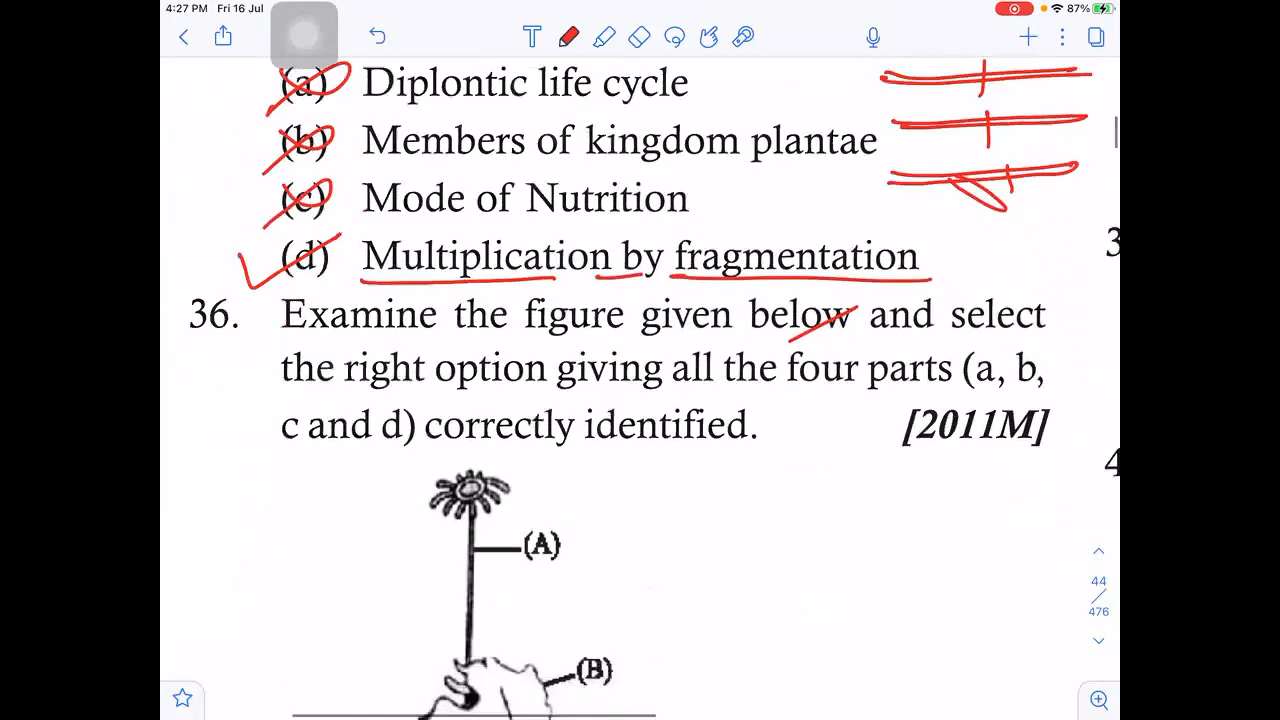 4:27 PM Fri 16 Jul
87%
(a) Diplontic life cycle
(b) Members of kingdom plantae
(c) Mode of Nutrition
(d) Multiplication by fragmentation
3
36. Examine the figure given below and select
the right option giving all the four parts (a, b,
c and d) correctly identified. [2011M]
4
(A)
44
476
(B)